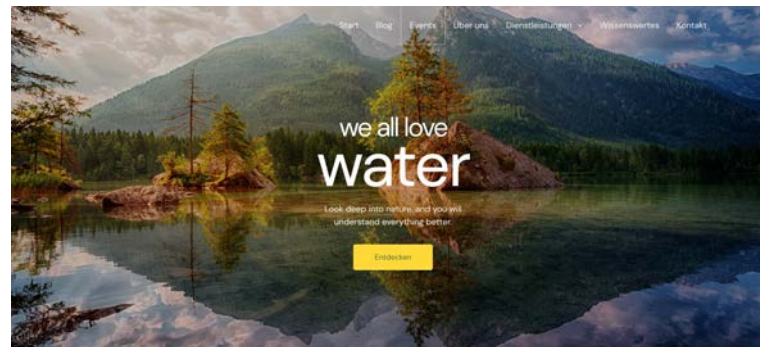 Start Blog Events Über uns Dienstleistungen Wissenswertes Kontakt
we all love
water
Look deep into nature, and you will
understand everything better.
Entdecken